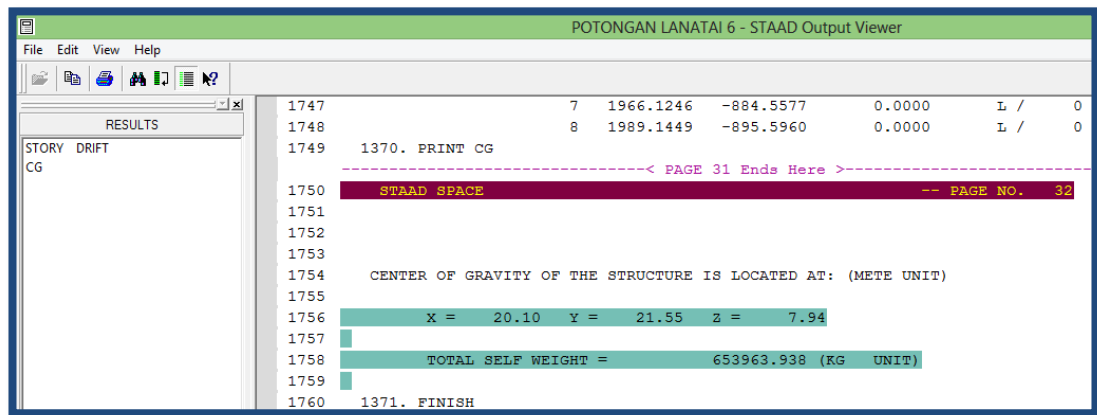 POTONGAN LANATAI 6 - STAAD Output Viewer
File Edit View Help
RESULTS
STORY DRIFT
CG
1747 7 1966.1246 -884.5577 0.0000 L / 0
1748 8 1989.1449 -895.5960 0.0000 L / 0
1749 1370. PRINT CG
--------------------------------< PAGE 31 Ends Here >---------------------------
1750 STAAD SPACE -- PAGE NO. 32
1751
1752
1753
1754 CENTER OF GRAVITY OF THE STRUCTURE IS LOCATED AT: (METE UNIT)
1755
1756 X = 20.10 Y = 21.55 Z = 7.94
1757
1758 TOTAL SELF WEIGHT = 653963.938 (KG UNIT)
1759
1760 1371. FINISH